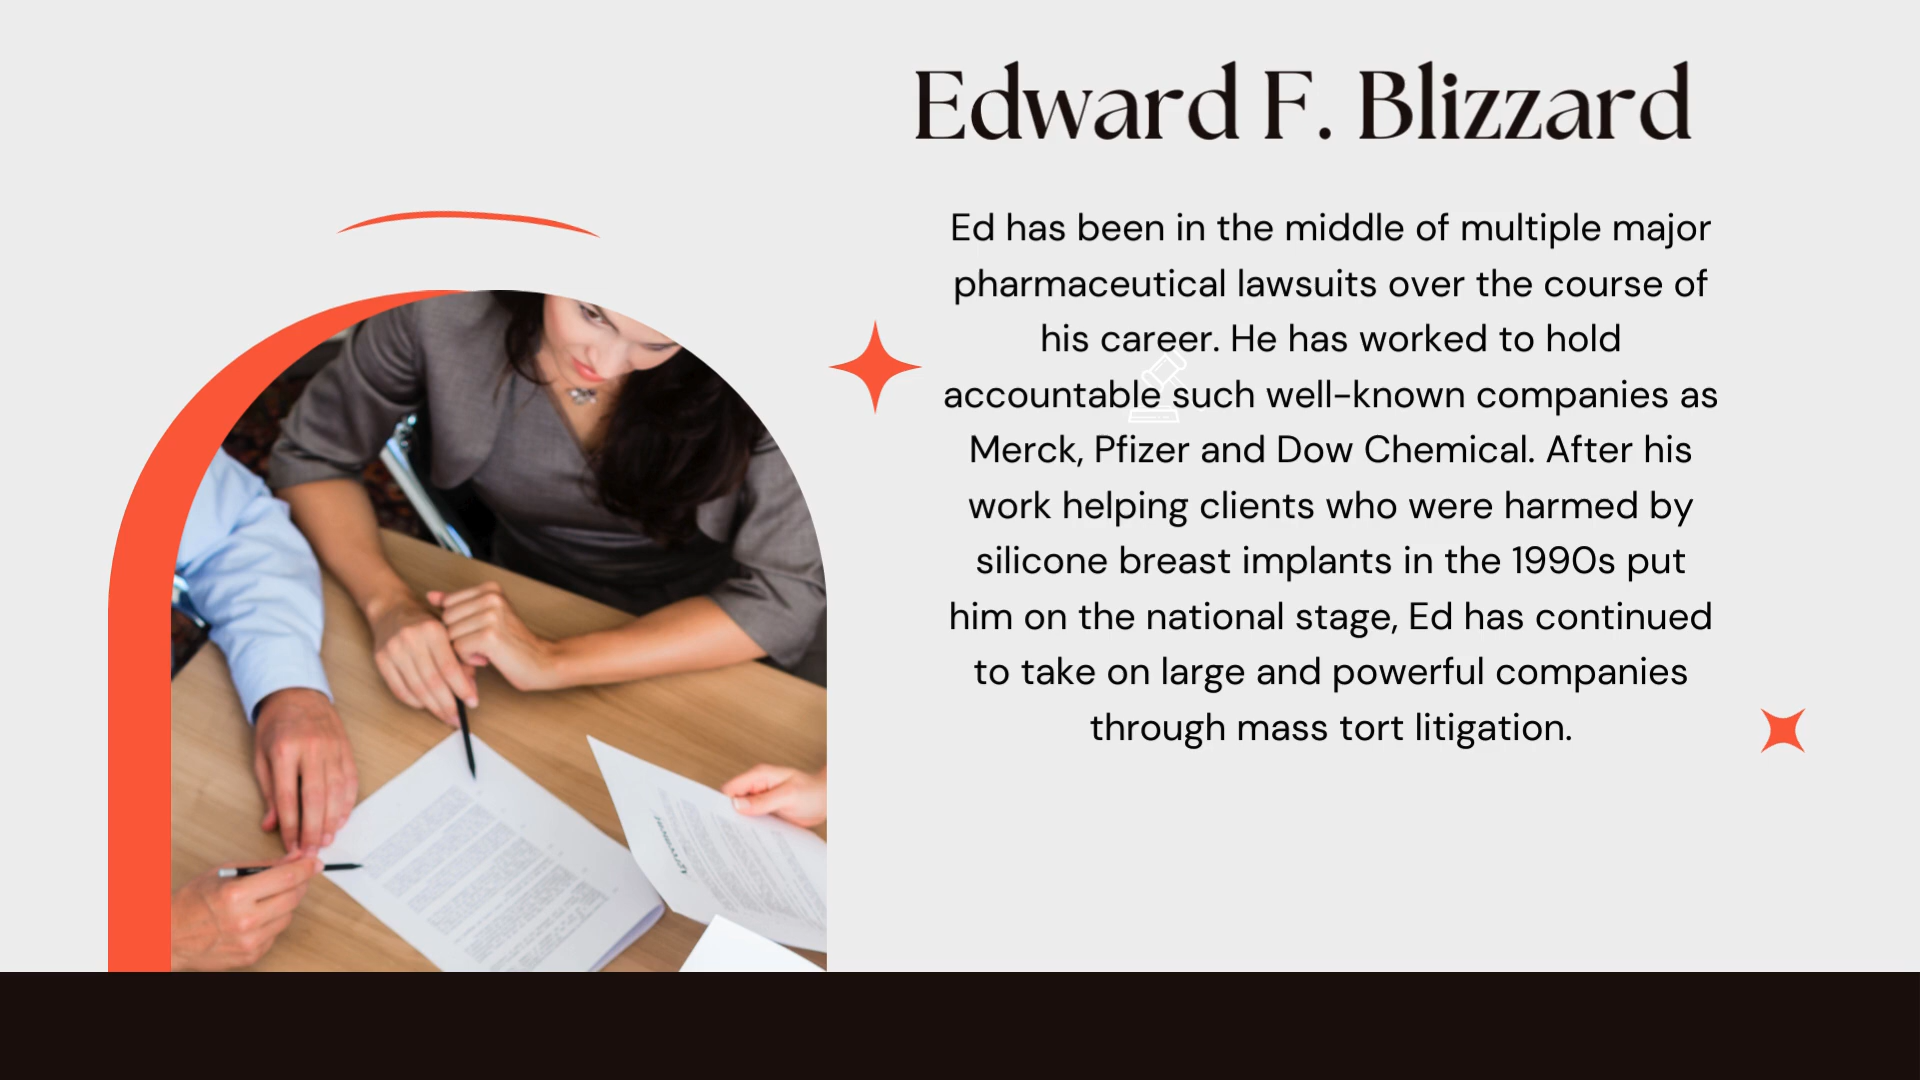 Edward F. Blizzard
Ed has been in the middle of multiple major
pharmaceutical lawsuits over the course of
his career. He has worked to hold
accountable such well-known companies as
Merck, Pfizer and Dow Chemical. After his
work helping clients who were harmed by
silicone breast implants in the 1990s put
him on the national stage, Ed has continued
to take on large and powerful companies
through mass tort litigation.